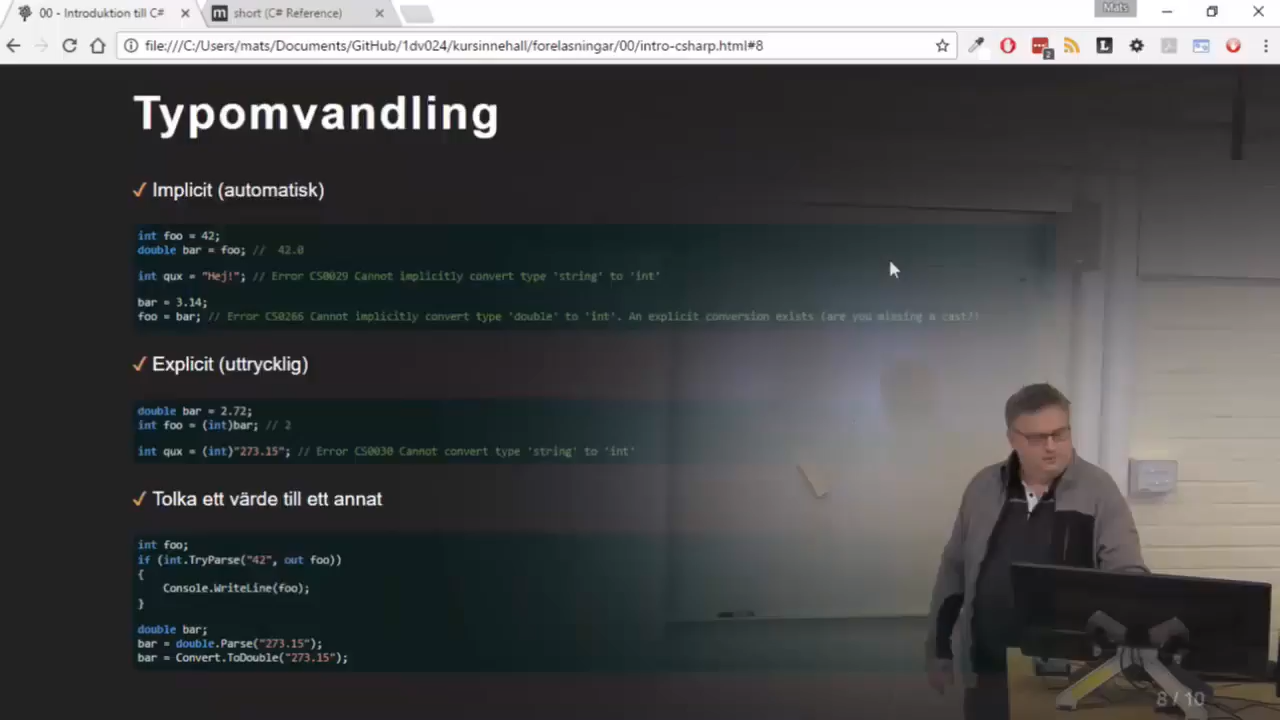 00 - Introduktion till C#
short (C# Reference)
Mats
file:///C:/Users/mats/Documents/GitHub/1dv024/kursinnehall/forelasningar/00/intro-csharp.html#8
2
Typomvandling
✓ Implicit (automatisk)
int foo = 42;
double bar = foo; // 42.0
int qux = "Hej!"; // Error CS0029 Cannot implicitly convert type 'string' to 'int'
bar = 3.14;
foo = bar; // Error CS0266 Cannot implicitly convert type 'double' to 'int'. An explicit conversion exists (are you missing a cast?)
✓ Explicit (uttrycklig)
double bar = 2.72;
int foo = (int)bar; // 2
int qux = (int)"273.15"; // Error CS0030 Cannot convert type 'string' to 'int'
✓ Tolka ett värde till ett annat
int foo;
if (int.TryParse("42", out foo))
{
Console.WriteLine(foo);
}
double bar;
bar = double.Parse("273.15");
bar = Convert.ToDouble("273.15");
8 / 10